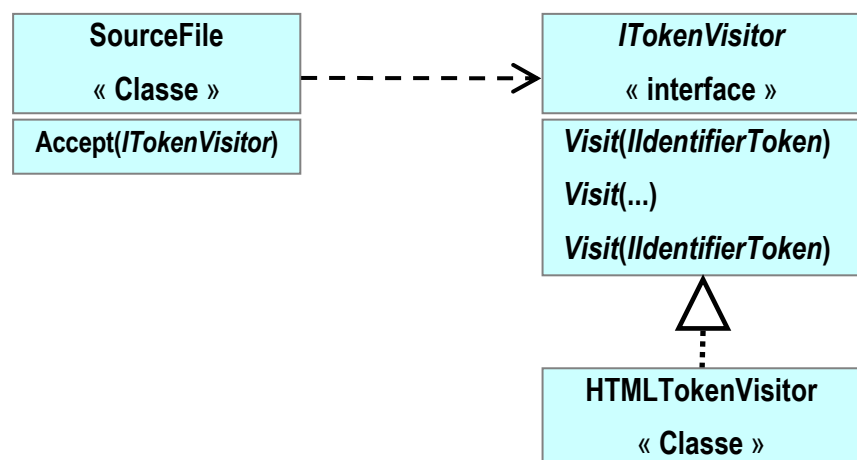 SourceFile
« Classe »
Accept(ITokenVisitor)
ITokenVisitor
« interface »
Visit(IIdentifierToken)
Visit(...)
Visit(IIdentifierToken)
HTMLTokenVisitor
« Classe »